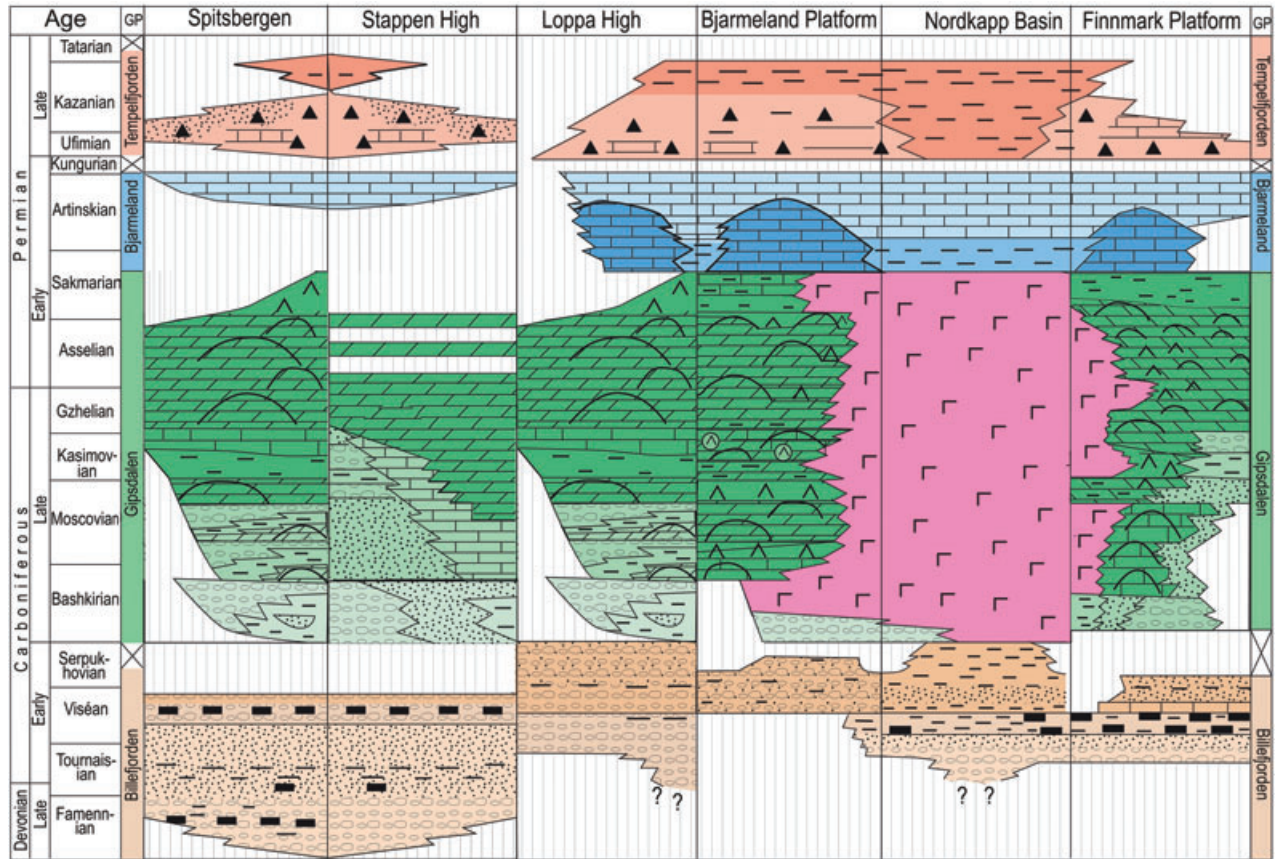 Age GP Spitsbergen Stappen High Loppa High Bjarmeland Platform Nordkapp Basin Finnmark Platform GP
Permian
Late
Tatarian
Kazanian
Ufimian
Early
Kungurian
Artinskian
Sakmarian
Asselian
Carboniferous
Late
Gzhelian
Kasimov-
ian
Moscovian
Bashkirian
Early
Serpuk-
hovian
Viséan
Tournais-
ian
Devonian
Late
Famenn-
ian
Tempelfjorden
Bjarmeland
Gipsdalen
Billefjorden
? ?
? ?
Tempelfjorden
Bjarmeland
Gipsdalen
Billefjorden